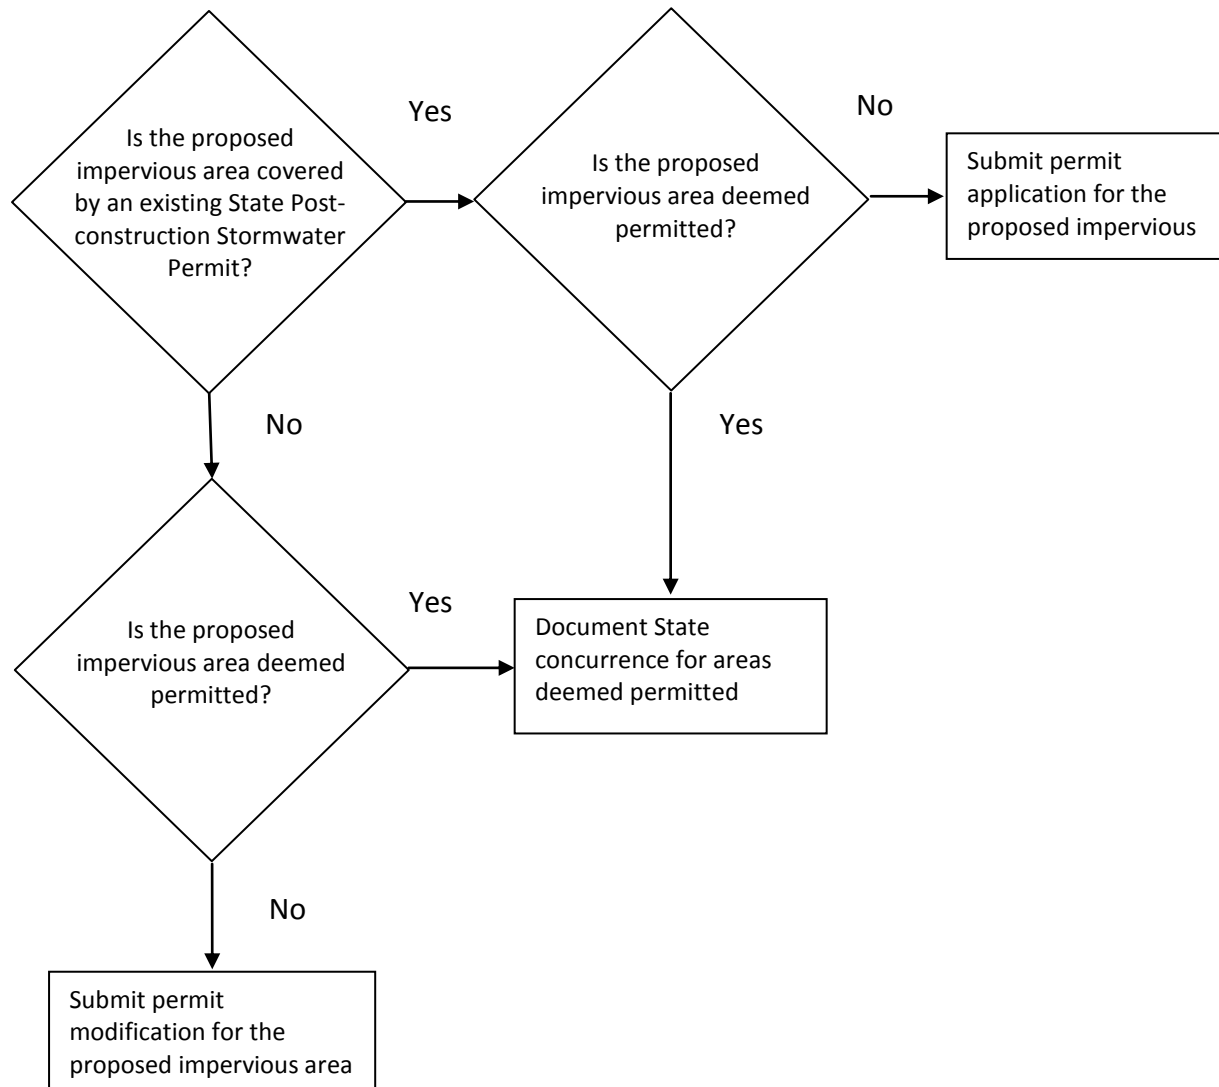 Is the proposed
impervious area covered
by an existing State Post-
construction Stormwater
Permit?
Yes
Is the proposed
impervious area deemed
permitted?
No
Submit permit
application for the
proposed impervious
No
Yes
Is the proposed
impervious area deemed
permitted?
Yes
Document State
concurrence for areas
deemed permitted
No
Submit permit
modification for the
proposed impervious area